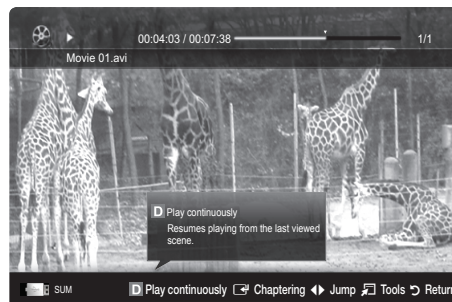 00:04:03 / 00:07:38 1/1
Movie 01.avi
D Play continuously
Resumes playing from the last viewed
scene.
SUM D Play continuously Chaptering Jump Tools Return